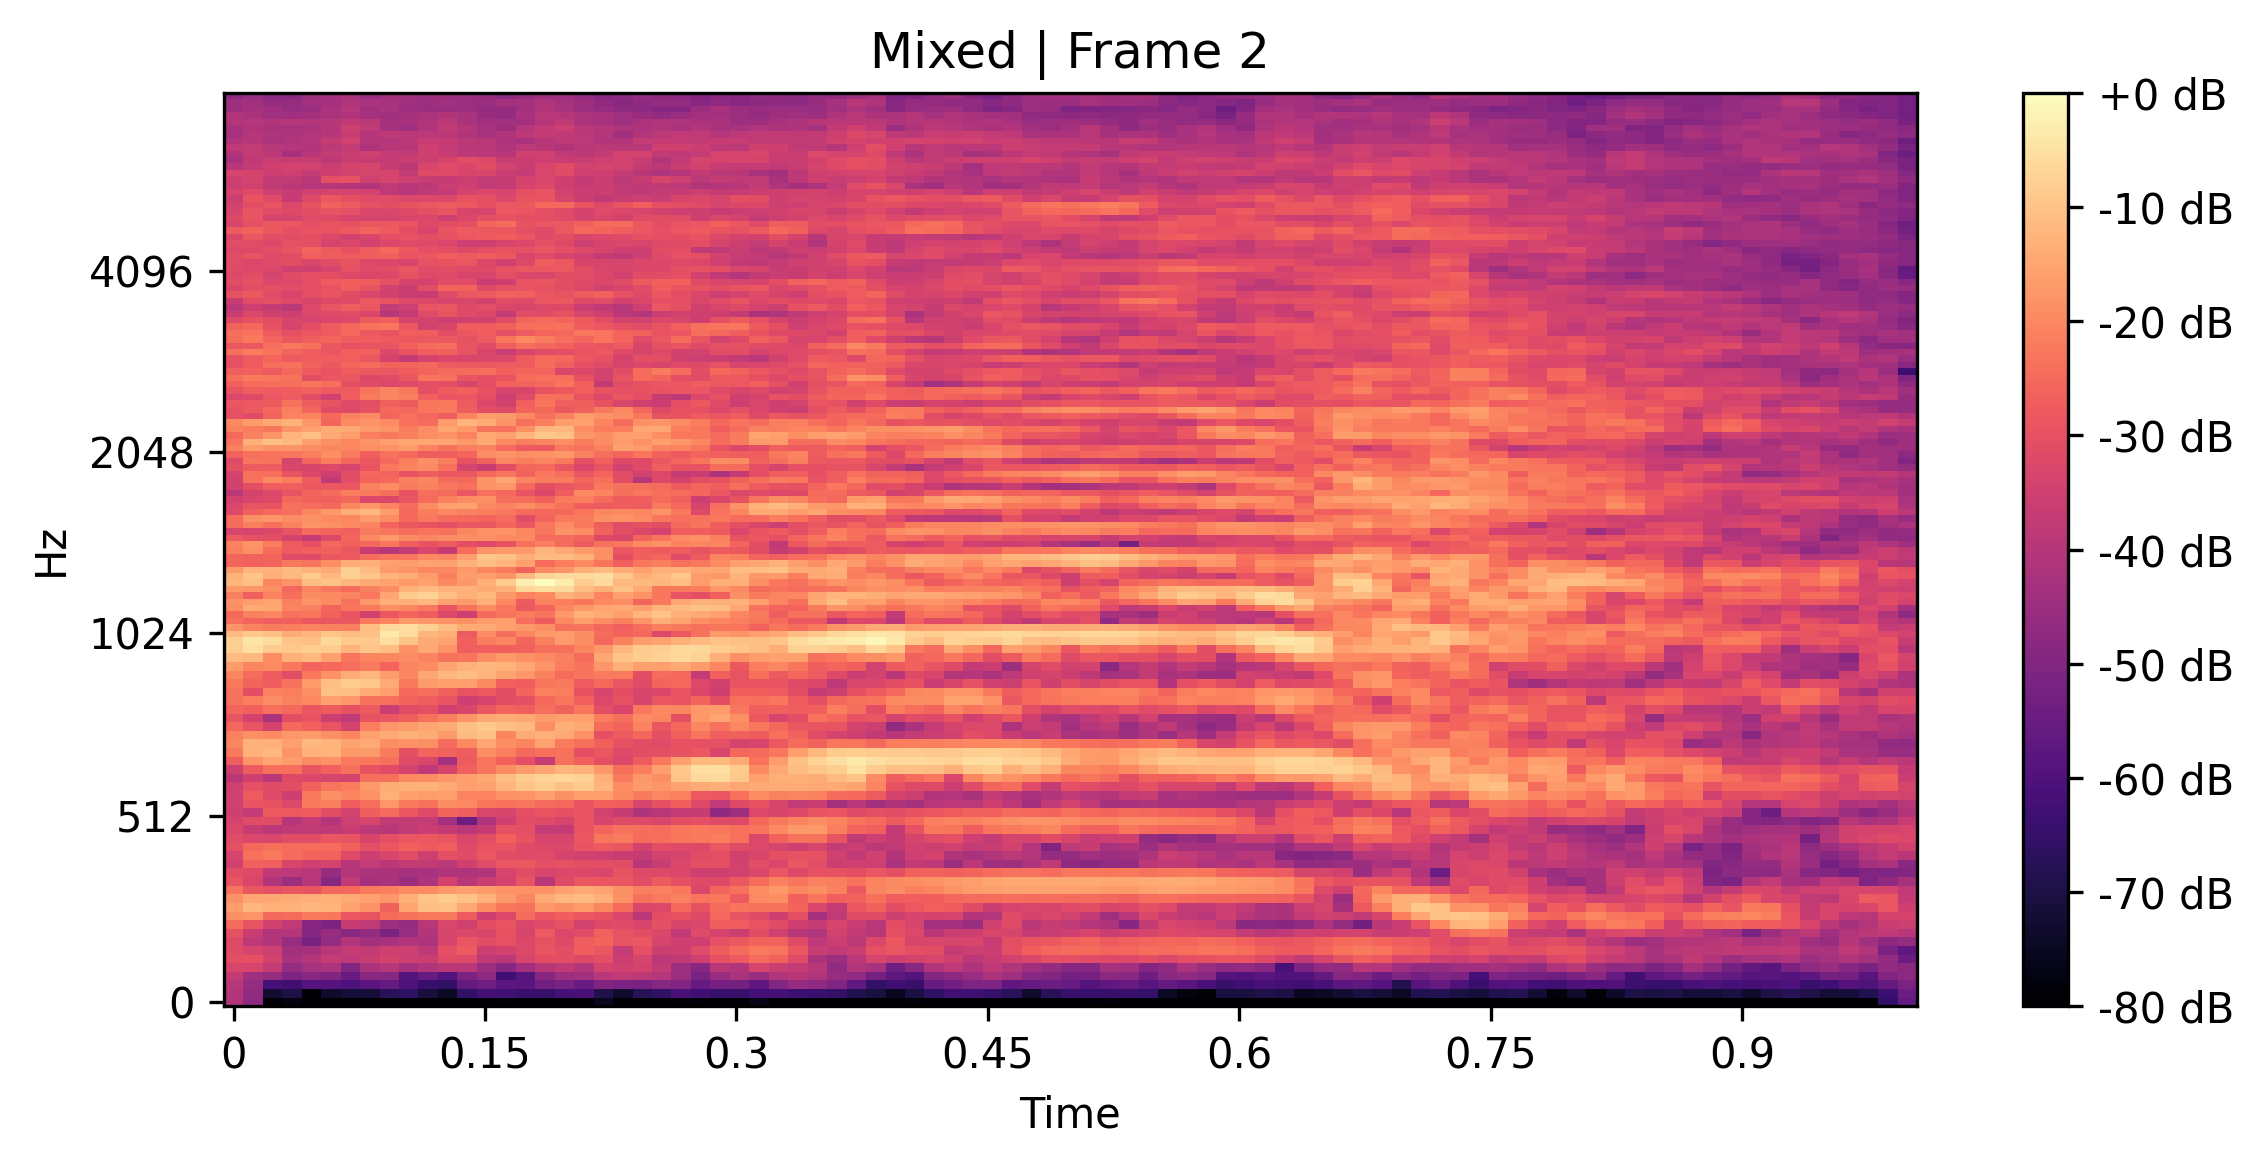 Mixed | Frame 2
Hz
4096
2048
1024
512
0
0 0.15 0.3 0.45 0.6 0.75 0.9
Time
+0 dB
-10 dB
-20 dB
-30 dB
-40 dB
-50 dB
-60 dB
-70 dB
-80 dB